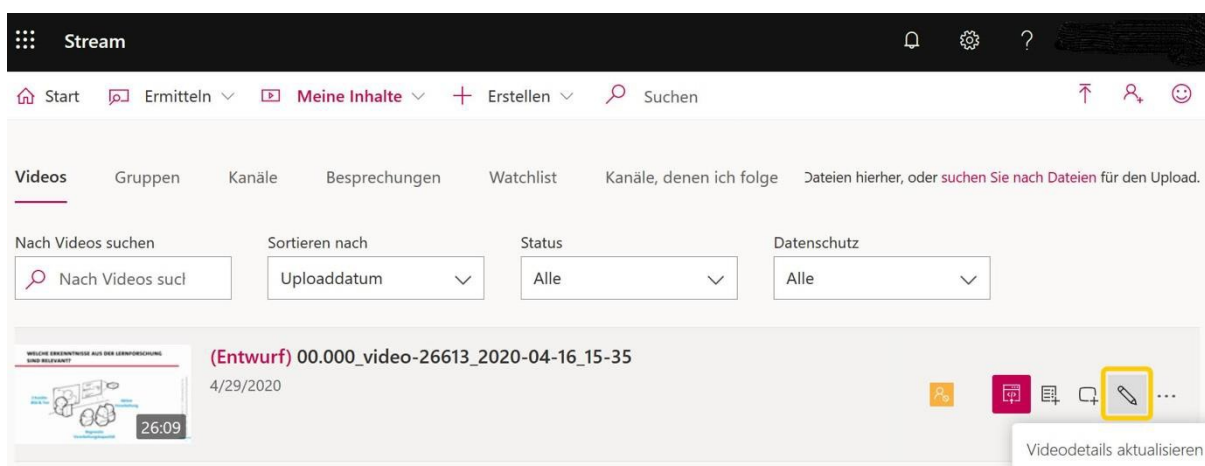 Stream
?
Start Ermitteln Meine Inhalte Erstellen Suchen
Videos Gruppen Kanäle Besprechungen Watchlist Kanäle, denen ich folge Dateien hierher, oder suchen Sie nach Dateien für den Upload.
Nach Videos suchen Sortieren nach Status Datenschutz
Nach Videos such Uploaddatum Alle Alle
WELCHE ERKENNTNISSE AUS DER LERNFORSCHUNG
SIND RELEVANT?
(Entwurf) 00.000_video-26613_2020-04-16_15-35
4/29/2020
26:09
Videodetails aktualisieren